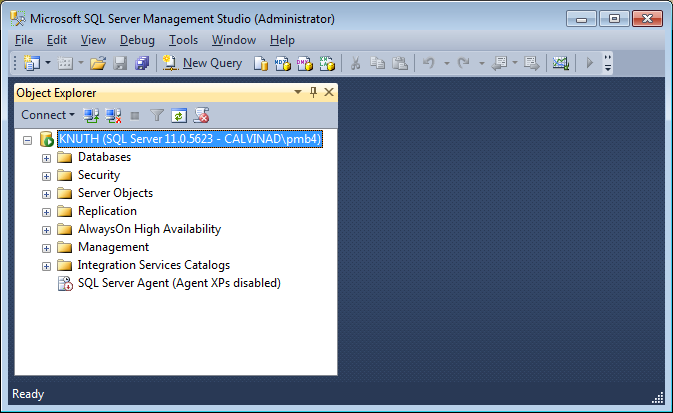 Microsoft SQL Server Management Studio (Administrator)
File Edit View Debug Tools Window Help
New Query
Object Explorer
Connect
KNUTH (SQL Server 11.0.5623 - CALVINAD\pmb4)
Databases
Security
Server Objects
Replication
AlwaysOn High Availability
Management
Integration Services Catalogs
SQL Server Agent (Agent XPs disabled)
Ready